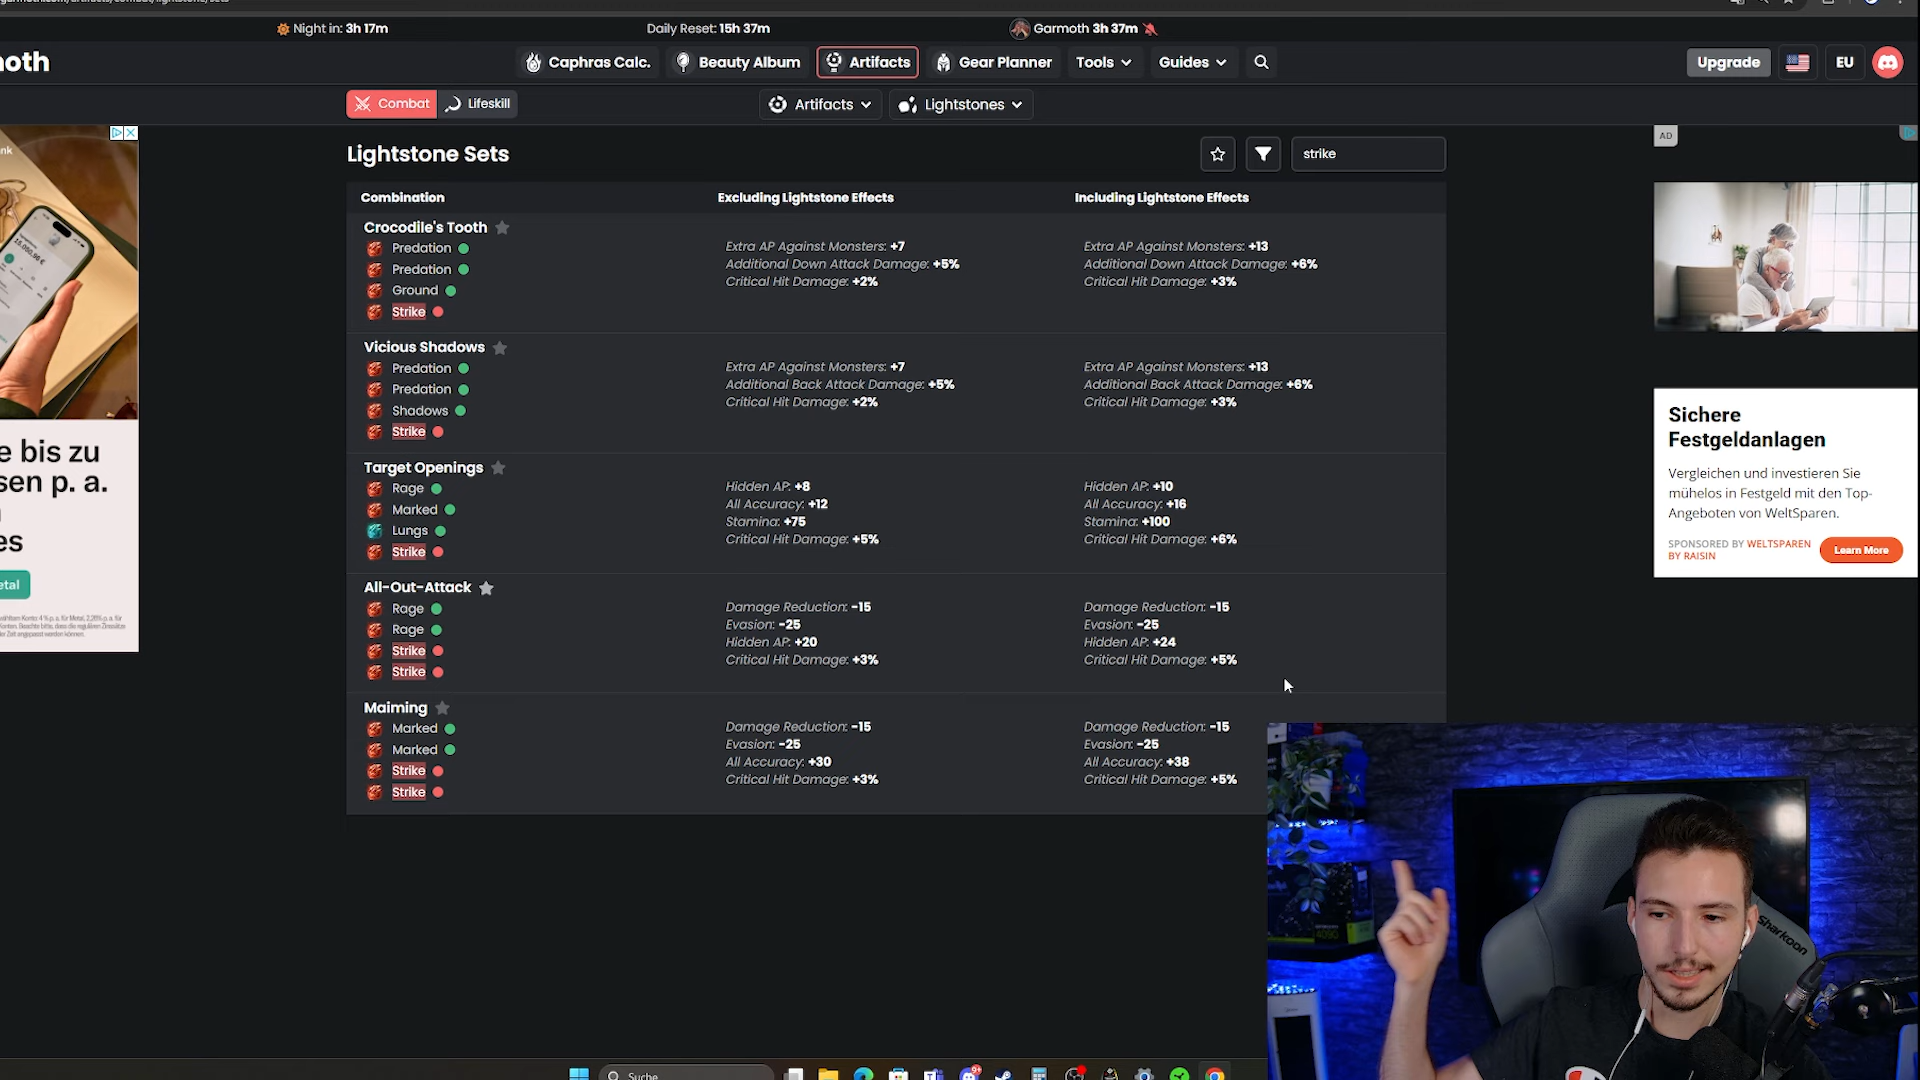 Night in: 3h 17m
Daily Reset: 15h 37m
Garmoth 3h 37m
moth
Caphras Calc.
Beauty Album
Artifacts
Gear Planner
Tools
Guides
Upgrade
EU
Combat
Lifeskill
Artifacts
Lightstones
AD
Lightstone Sets
strike
Combination
Excluding Lightstone Effects
Including Lightstone Effects
Crocodile's Tooth
Predation
Predation
Ground
Strike
Extra AP Against Monsters: +7
Additional Down Attack Damage: +5%
Critical Hit Damage: +2%
Extra AP Against Monsters: +13
Additional Down Attack Damage: +6%
Critical Hit Damage: +3%
Vicious Shadows
Predation
Predation
Shadows
Strike
Extra AP Against Monsters: +7
Additional Back Attack Damage: +5%
Critical Hit Damage: +2%
Extra AP Against Monsters: +13
Additional Back Attack Damage: +6%
Critical Hit Damage: +3%
Target Openings
Rage
Marked
Lungs
Strike
Hidden AP: +8
All Accuracy: +12
Stamina: +75
Critical Hit Damage: +5%
Hidden AP: +10
All Accuracy: +16
Stamina: +100
Critical Hit Damage: +6%
All-Out-Attack
Rage
Rage
Strike
Strike
Damage Reduction: -15
Evasion: -25
Hidden AP: +20
Critical Hit Damage: +3%
Damage Reduction: -15
Evasion: -25
Hidden AP: +24
Critical Hit Damage: +5%
Maiming
Marked
Marked
Strike
Strike
Damage Reduction: -15
Evasion: -25
All Accuracy: +30
Critical Hit Damage: +3%
Damage Reduction: -15
Evasion: -25
All Accuracy: +38
Critical Hit Damage: +5%
nk
e bis zu
sen p. a.
es
etal
Sichere
Festgeldanlagen
Vergleichen und investieren Sie
mühelos in Festgeld mit den Top-
Angeboten von WeltSparen.
SPONSORED BY WELTSPAREN
BY RAISIN
Learn More
Sharkoon
Suche